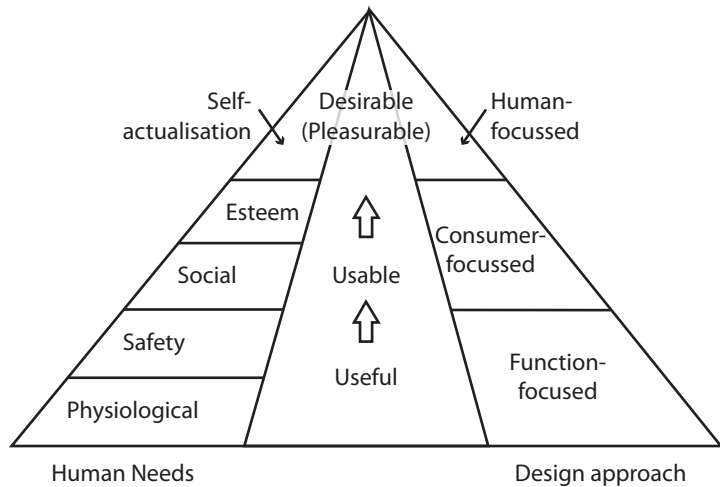 Self-
actualisation
Desirable
(Pleasurable)
Human-
focussed
Esteem
Consumer-
focussed
Social
Usable
Safety
Useful
Function-
focused
Physiological
Human Needs
Design approach